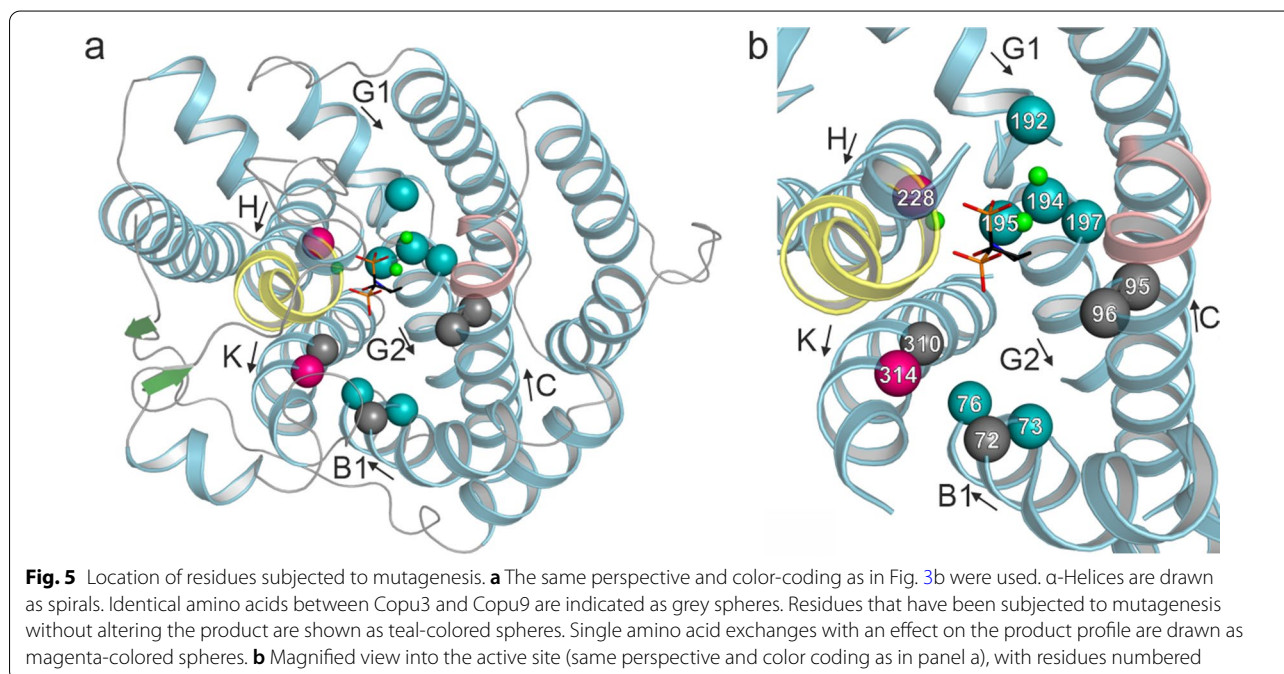 a
G1
H
K
G2
C
B1
b
G1
192
H
228
194
195
197
95
96
C
K
310
G2
314
76
73
72
B1
Fig. 5 Location of residues subjected to mutagenesis. a The same perspective and color-coding as in Fig. 3b were used. α-Helices are drawn
as spirals. Identical amino acids between Copu3 and Copu9 are indicated as grey spheres. Residues that have been subjected to mutagenesis
without altering the product are shown as teal-colored spheres. Single amino acid exchanges with an effect on the product profile are drawn as
magenta-colored spheres. b Magnified view into the active site (same perspective and color coding as in panel a), with residues numbered